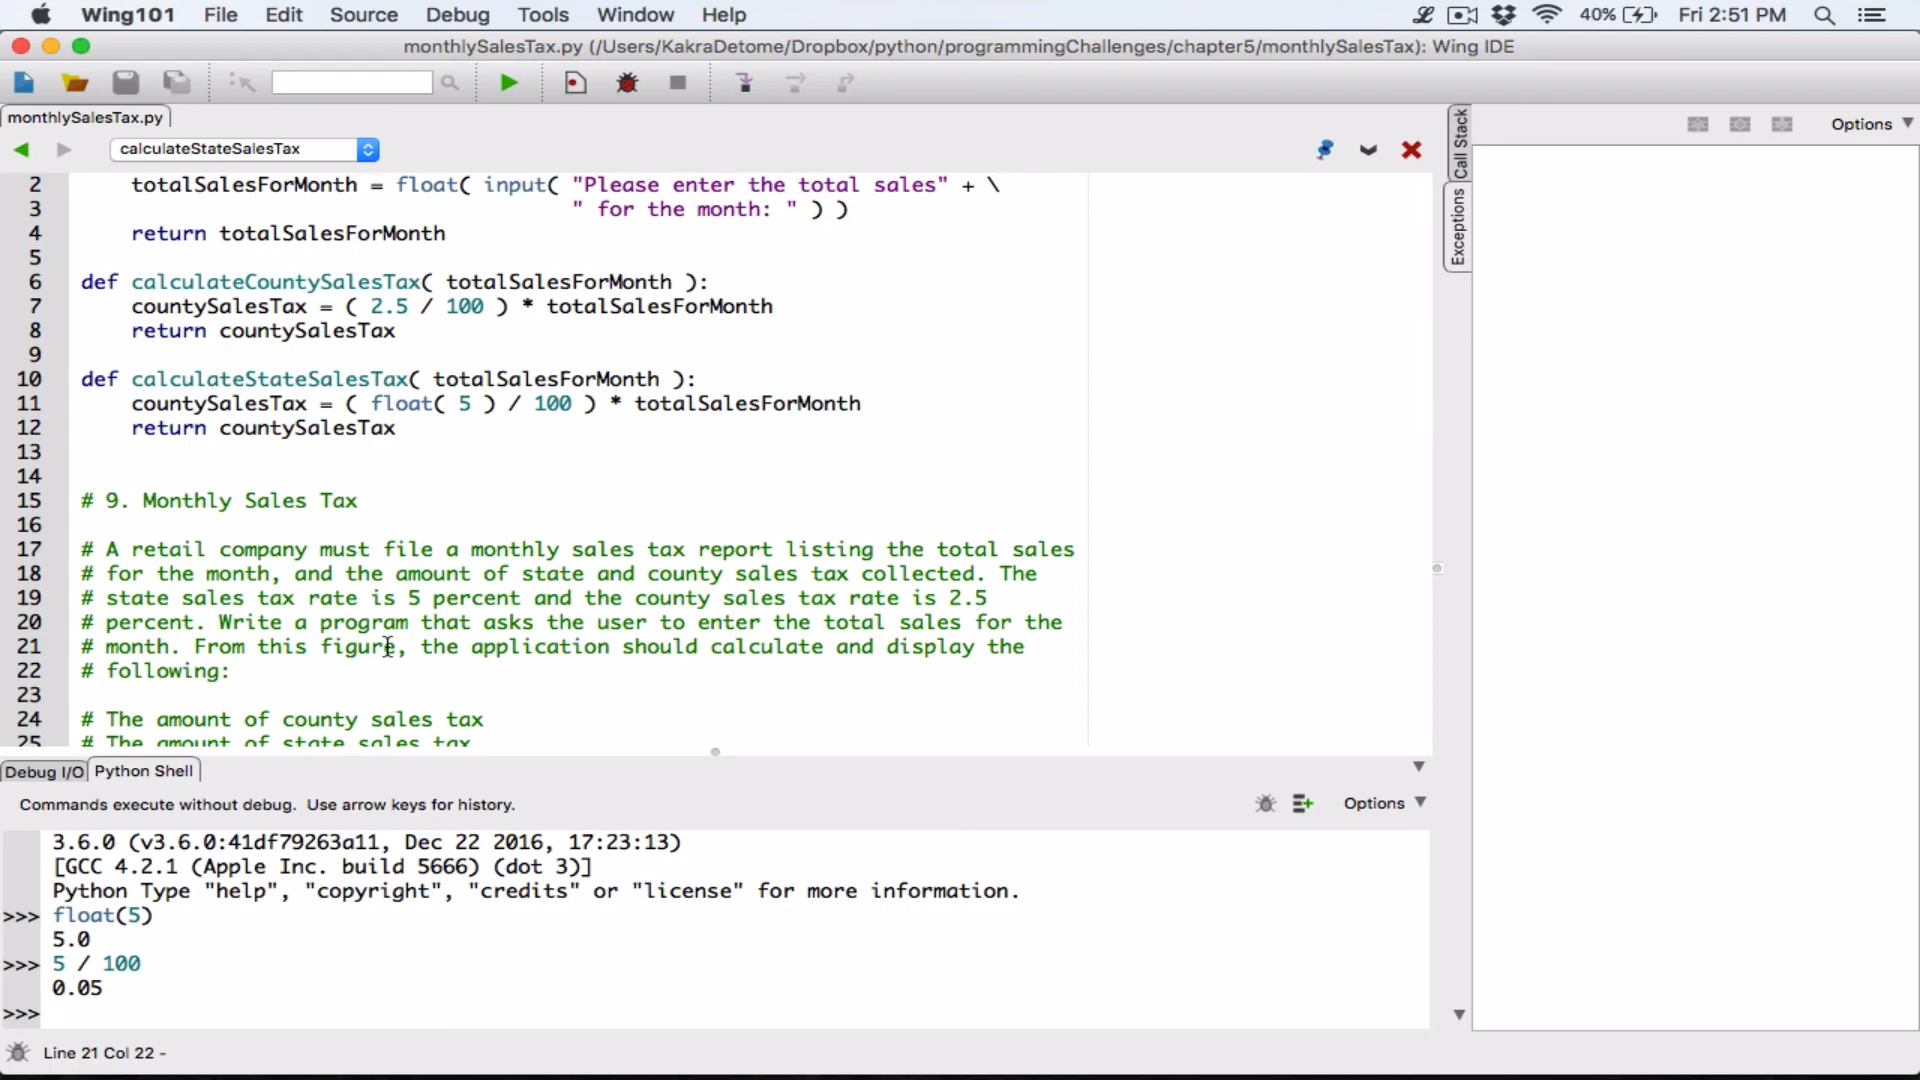 Wing101 File Edit Source Debug Tools Window Help 40% Fri 2:51 PM
monthlySalesTax.py (/Users/KakraDetome/Dropbox/python/programmingChallenges/chapter5/monthlySalesTax): Wing IDE
monthlySalesTax.py
Options
calculateStateSalesTax
Call Stack
Exceptions
2 totalSalesForMonth = float( input( "Please enter the total sales" + \
3 " for the month: " ) )
4 return totalSalesForMonth
5
6 def calculateCountySalesTax( totalSalesForMonth ):
7 countySalesTax = ( 2.5 / 100 ) * totalSalesForMonth
8 return countySalesTax
9
10 def calculateStateSalesTax( totalSalesForMonth ):
11 countySalesTax = ( float( 5 ) / 100 ) * totalSalesForMonth
12 return countySalesTax
13
14
15 # 9. Monthly Sales Tax
16
17 # A retail company must file a monthly sales tax report listing the total sales
18 # for the month, and the amount of state and county sales tax collected. The
19 # state sales tax rate is 5 percent and the county sales tax rate is 2.5
20 # percent. Write a program that asks the user to enter the total sales for the
21 # month. From this figure, the application should calculate and display the
22 # following:
23
24 # The amount of county sales tax
25 # The amount of state sales tax
Debug I/O Python Shell
Commands execute without debug. Use arrow keys for history.
Options
3.6.0 (v3.6.0:41df79263a11, Dec 22 2016, 17:23:13)
[GCC 4.2.1 (Apple Inc. build 5666) (dot 3)]
Python Type "help", "copyright", "credits" or "license" for more information.
>>> float(5)
5.0
>>> 5 / 100
0.05
>>>
Line 21 Col 22 -